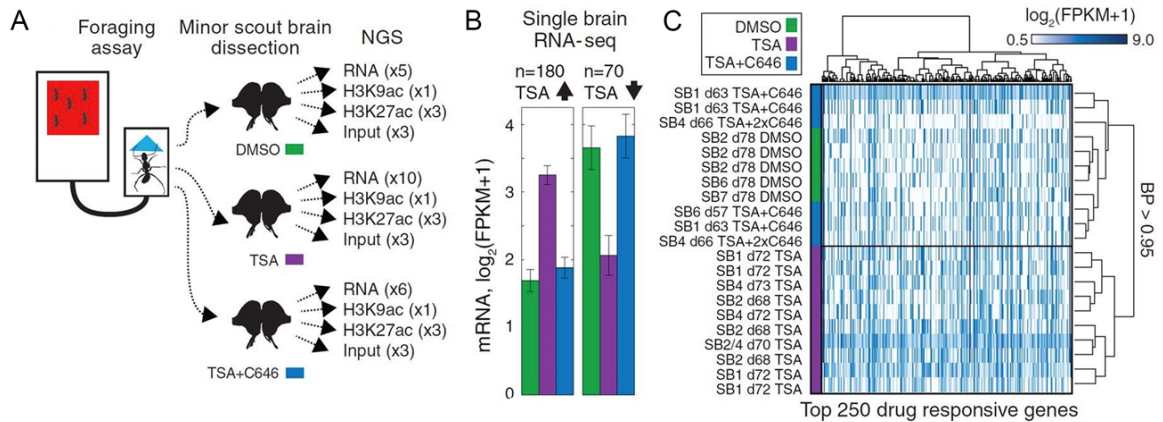 A
Foraging
assay
Minor scout brain
dissection
NGS
RNA (x5)
H3K9ac (x1)
H3K27ac (x3)
Input (x3)
DMSO
RNA (x10)
H3K9ac (x1)
H3K27ac (x3)
Input (x3)
TSA
RNA (x6)
H3K9ac (x1)
H3K27ac (x3)
Input (x3)
TSA+C646
B
Single brain
RNA-seq
n=180 n=70
TSA TSA
mRNA, log2(FPKM+1)
4
3
2
1
0
C
DMSO
TSA
TSA+C646
log2(FPKM+1)
0.5 9.0
SB1 d63 TSA+C646
SB1 d63 TSA+C646
SB4 d66 TSA+2xC646
SB2 d78 DMSO
SB2 d78 DMSO
SB2 d78 DMSO
SB6 d78 DMSO
SB7 d78 DMSO
SB6 d57 TSA+C646
SB1 d63 TSA+C646
SB4 d66 TSA+2xC646
SB1 d72 TSA
SB1 d72 TSA
SB4 d73 TSA
SB2 d68 TSA
SB4 d72 TSA
SB2 d68 TSA
SB2/4 d70 TSA
SB2 d68 TSA
SB1 d72 TSA
SB1 d72 TSA
BP > 0.95
Top 250 drug responsive genes